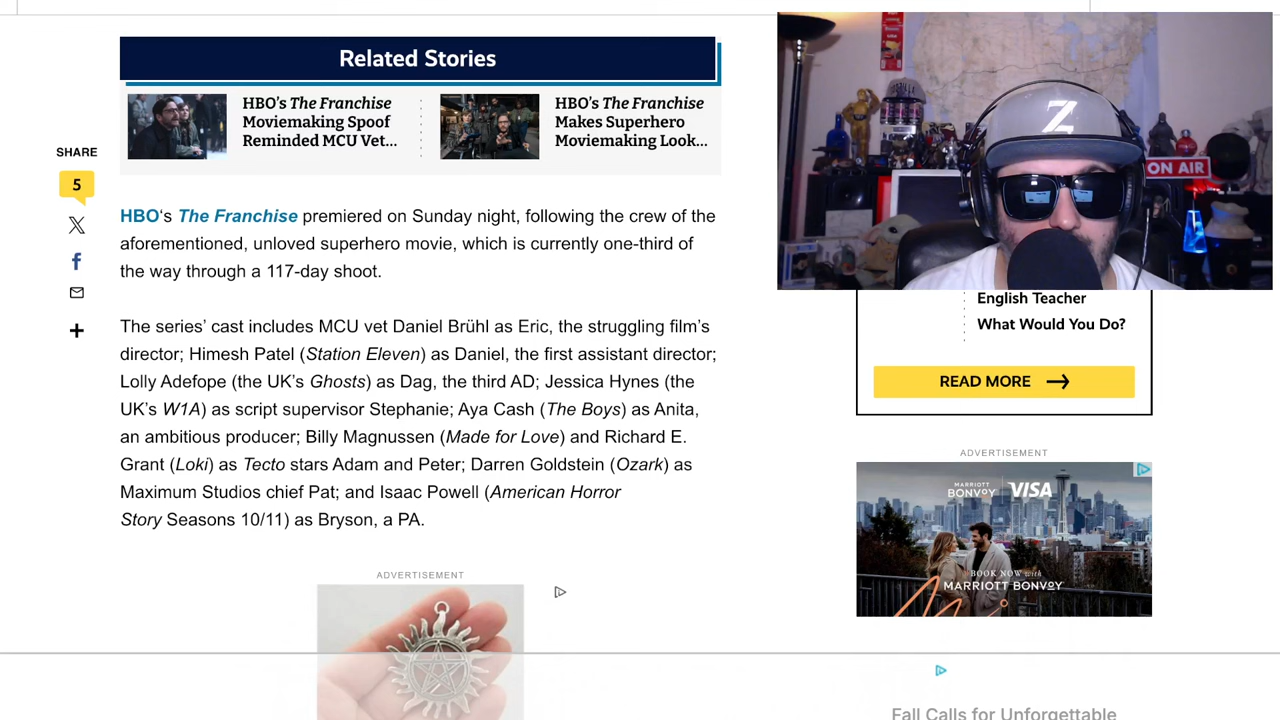 Related Stories
HBO's The Franchise
Moviemaking Spoof
Reminded MCU Vet...
HBO's The Franchise
Makes Superhero
Moviemaking Look...
SHARE
5
HBO‘s The Franchise premiered on Sunday night, following the crew of the
aforementioned, unloved superhero movie, which is currently one-third of
the way through a 117-day shoot.
The series’ cast includes MCU vet Daniel Brühl as Eric, the struggling film’s
director; Himesh Patel (Station Eleven) as Daniel, the first assistant director;
Lolly Adefope (the UK’s Ghosts) as Dag, the third AD; Jessica Hynes (the
UK’s W1A) as script supervisor Stephanie; Aya Cash (The Boys) as Anita,
an ambitious producer; Billy Magnussen (Made for Love) and Richard E.
Grant (Loki) as Tecto stars Adam and Peter; Darren Goldstein (Ozark) as
Maximum Studios chief Pat; and Isaac Powell (American Horror
Story Seasons 10/11) as Bryson, a PA.
ADVERTISEMENT
Z
ON AIR
English Teacher
What Would You Do?
READ MORE
ADVERTISEMENT
MARRIOTT
BONVOY
VISA
BOOK NOW with
MARRIOTT BONVOY
Fall Calls for Unforgettable